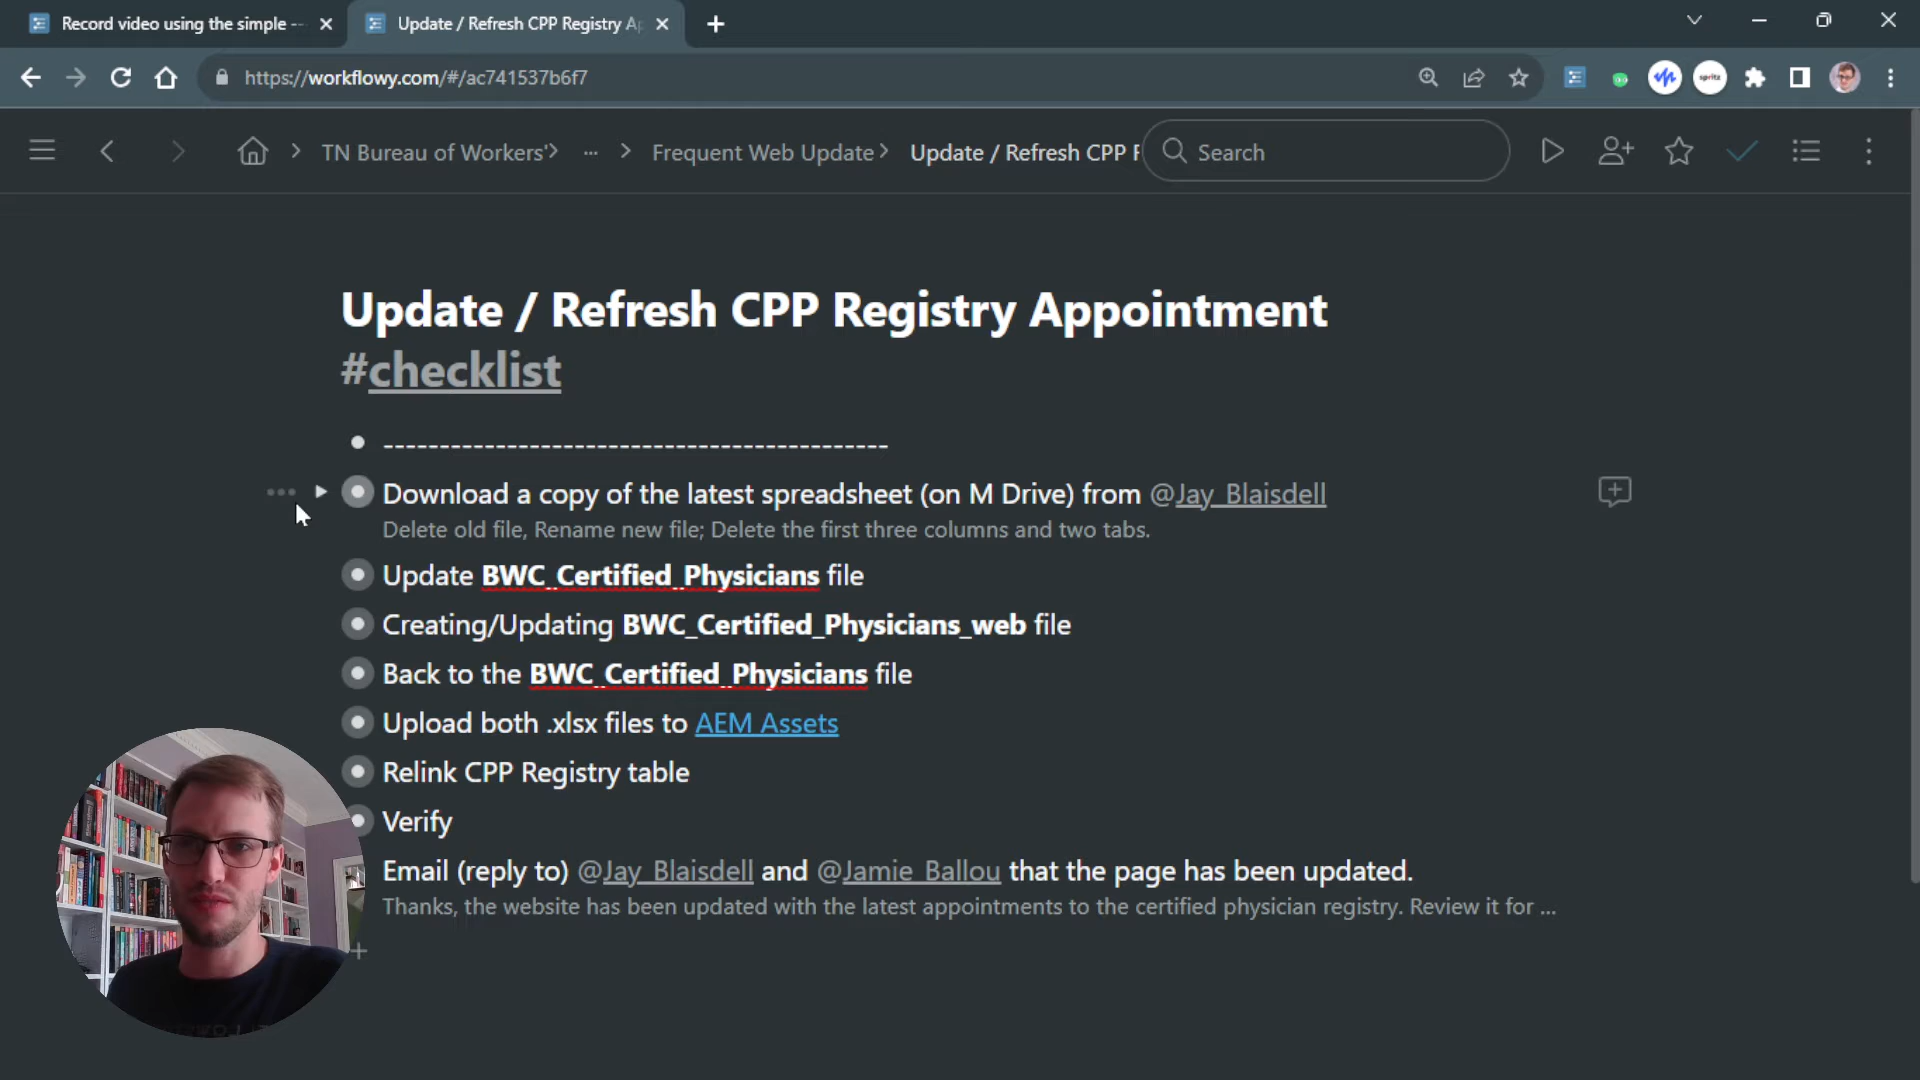 Record video using the simple --
Update / Refresh CPP Registry Ap
https://workflowy.com/#/ac741537b6f7
spritz
TN Bureau of Workers'
...
Frequent Web Update
Update / Refresh CPP F
Search
Update / Refresh CPP Registry Appointment
#checklist
---------------------------------------------
Download a copy of the latest spreadsheet (on M Drive) from @Jay_Blaisdell
Delete old file, Rename new file; Delete the first three columns and two tabs.
Update BWC_Certified_Physicians file
Creating/Updating BWC_Certified_Physicians_web file
Back to the BWC_Certified_Physicians file
Upload both .xlsx files to AEM Assets
Relink CPP Registry table
Verify
Email (reply to) @Jay_Blaisdell and @Jamie_Ballou that the page has been updated.
Thanks, the website has been updated with the latest appointments to the certified physician registry. Review it for ...